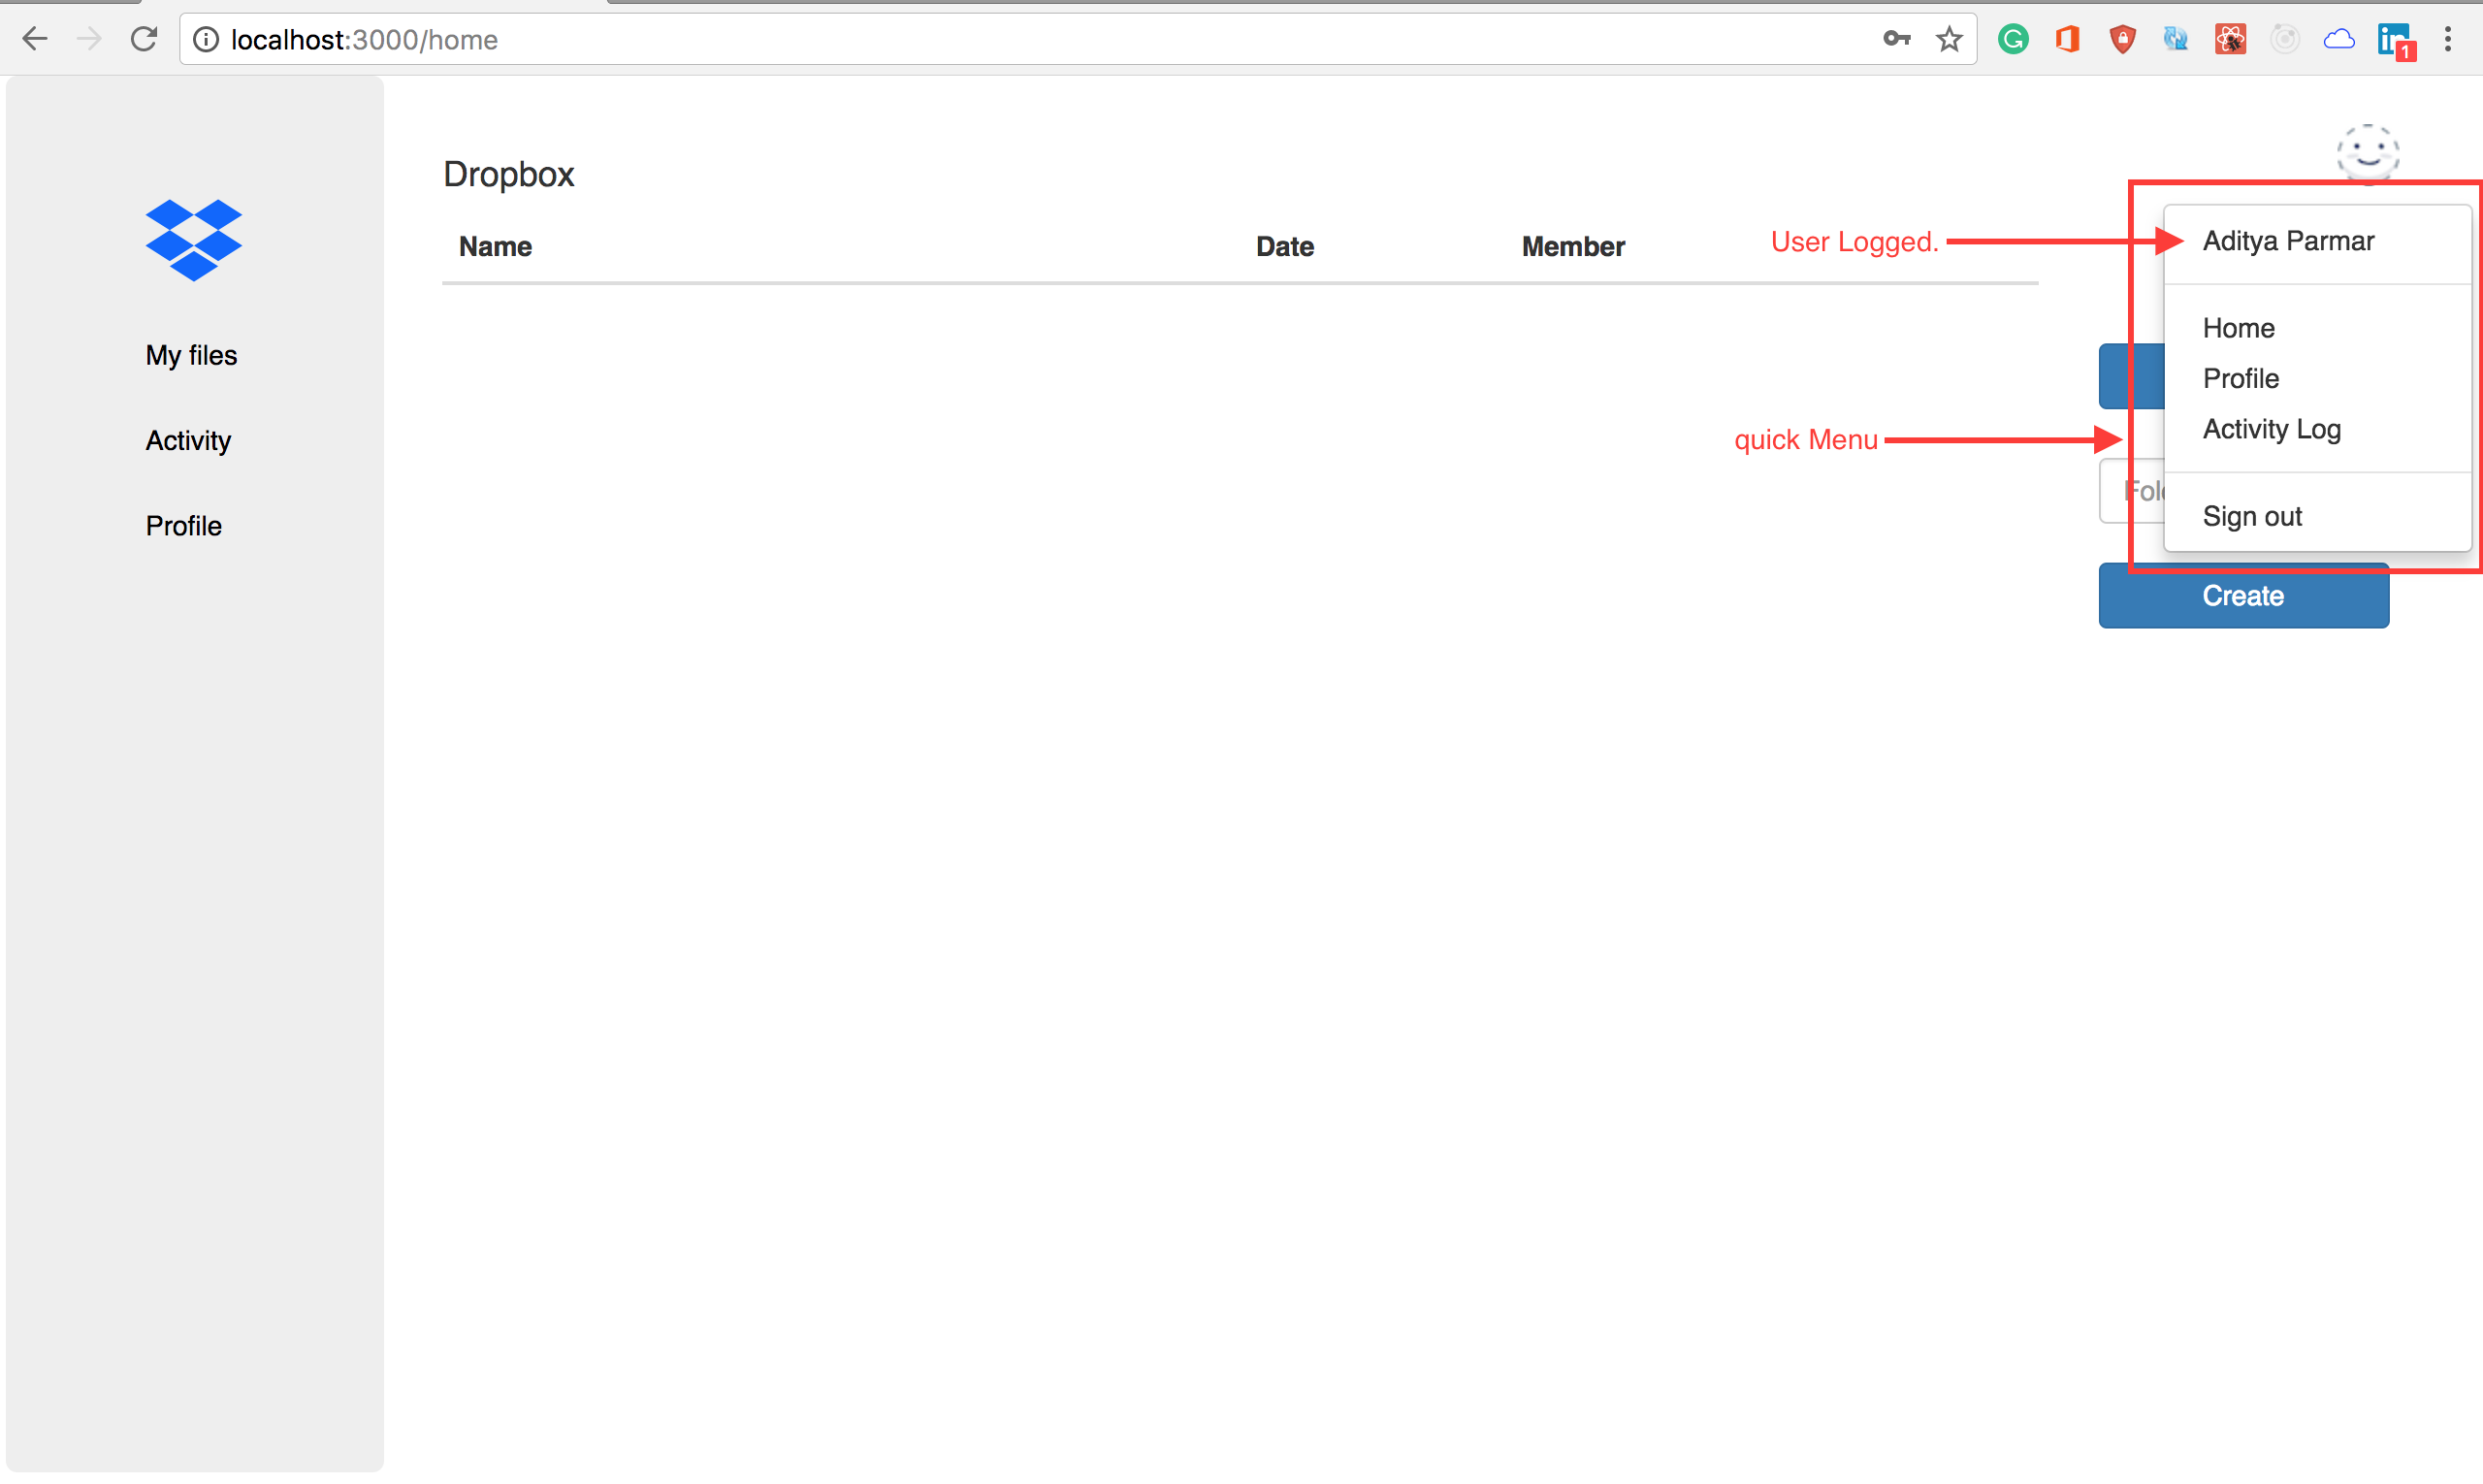 localhost:3000/home
1
Dropbox
Name Date Member
User Logged.
Aditya Parmar
My files
Activity
Profile
Home
Profile
Activity Log
quick Menu
Sign out
Create